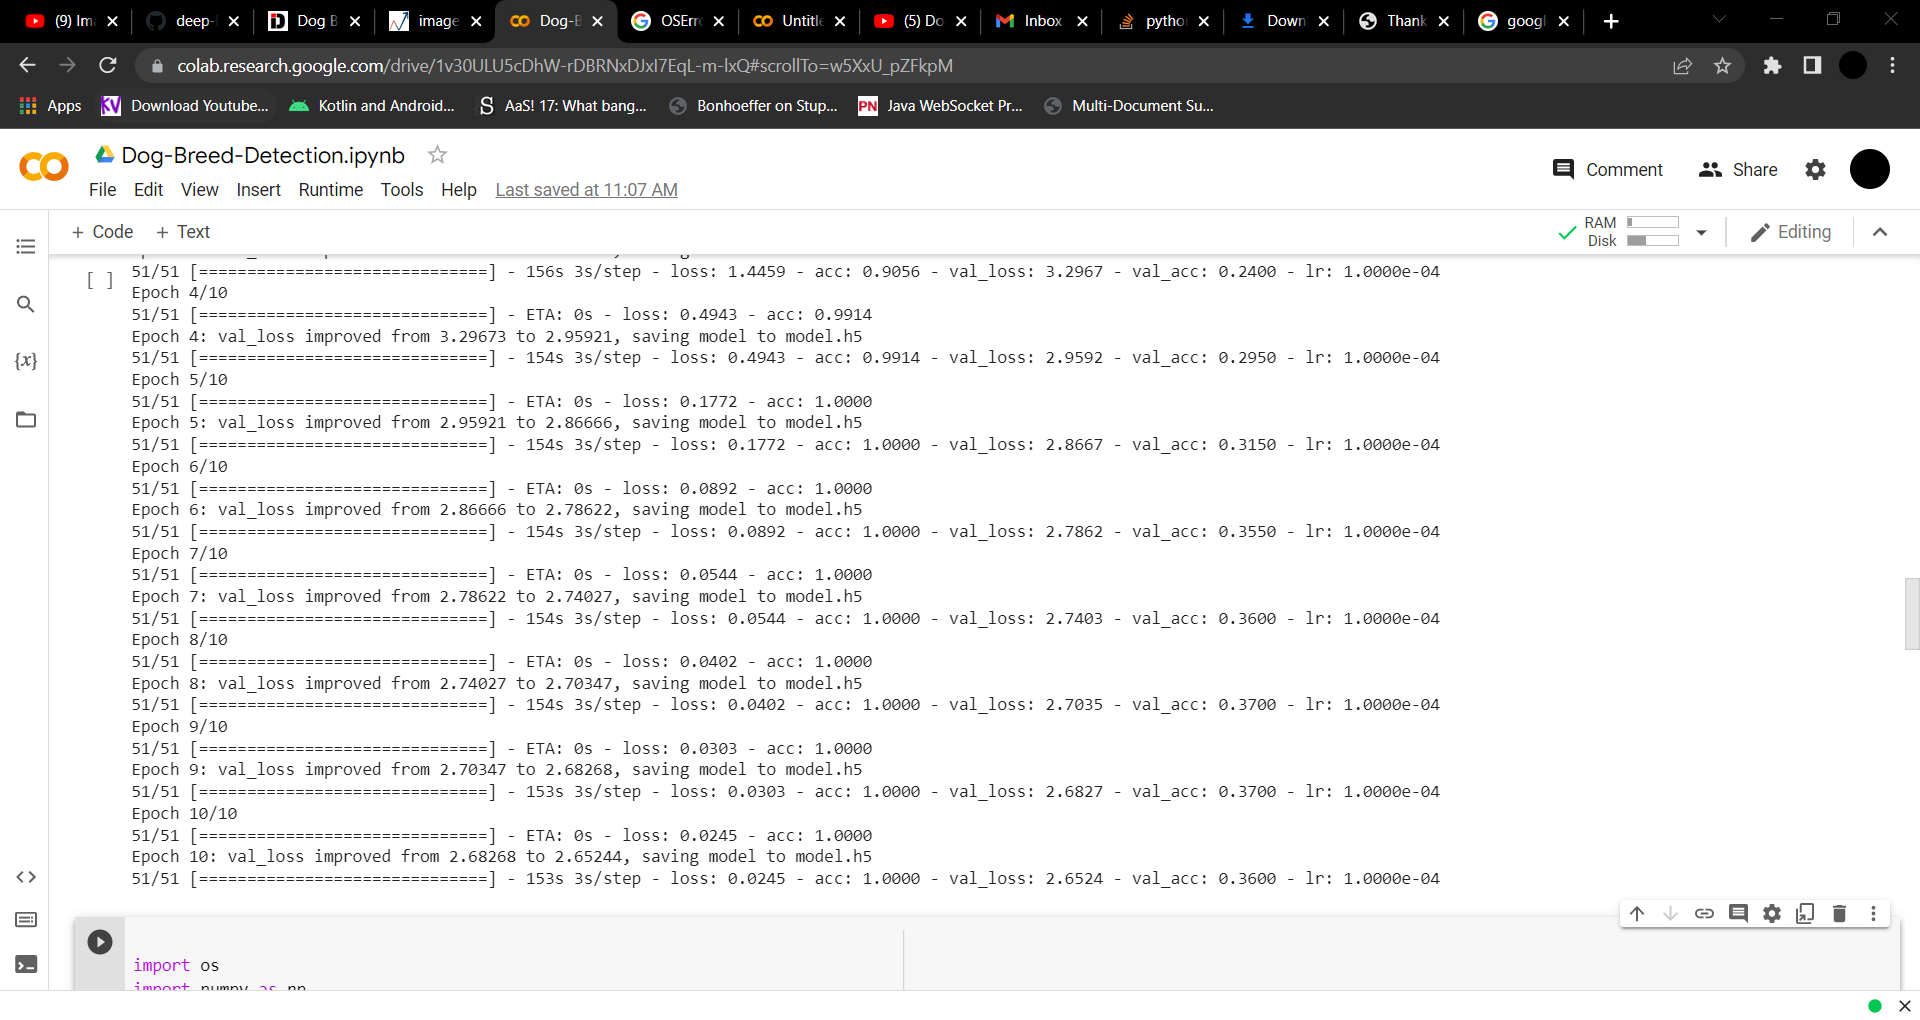 (9) Ima
deep-l
Dog B
image
Dog-B
OSErro
Untitle
(5) Do
Inbox
pytho
Down
Thank
googl
colab.research.google.com/drive/1v30ULU5cDhW-rDBRNxDJxI7EqL-m-lxQ#scrollTo=w5XxU_pZFkpM
Apps
Download Youtube...
Kotlin and Android...
AaS! 17: What bang...
Bonhoeffer on Stup...
PN Java WebSocket Pr...
Multi-Document Su...
Dog-Breed-Detection.ipynb
Comment
Share
File Edit View Insert Runtime Tools Help Last saved at 11:07 AM
+ Code + Text
RAM
Disk
Editing
[ ]
51/51 [==============================] - 156s 3s/step - loss: 1.4459 - acc: 0.9056 - val_loss: 3.2967 - val_acc: 0.2400 - lr: 1.0000e-04
Epoch 4/10
51/51 [==============================] - ETA: 0s - loss: 0.4943 - acc: 0.9914
Epoch 4: val_loss improved from 3.29673 to 2.95921, saving model to model.h5
51/51 [==============================] - 154s 3s/step - loss: 0.4943 - acc: 0.9914 - val_loss: 2.9592 - val_acc: 0.2950 - lr: 1.0000e-04
Epoch 5/10
51/51 [==============================] - ETA: 0s - loss: 0.1772 - acc: 1.0000
Epoch 5: val_loss improved from 2.95921 to 2.86666, saving model to model.h5
51/51 [==============================] - 154s 3s/step - loss: 0.1772 - acc: 1.0000 - val_loss: 2.8667 - val_acc: 0.3150 - lr: 1.0000e-04
Epoch 6/10
51/51 [==============================] - ETA: 0s - loss: 0.0892 - acc: 1.0000
Epoch 6: val_loss improved from 2.86666 to 2.78622, saving model to model.h5
51/51 [==============================] - 154s 3s/step - loss: 0.0892 - acc: 1.0000 - val_loss: 2.7862 - val_acc: 0.3550 - lr: 1.0000e-04
Epoch 7/10
51/51 [==============================] - ETA: 0s - loss: 0.0544 - acc: 1.0000
Epoch 7: val_loss improved from 2.78622 to 2.74027, saving model to model.h5
51/51 [==============================] - 154s 3s/step - loss: 0.0544 - acc: 1.0000 - val_loss: 2.7403 - val_acc: 0.3600 - lr: 1.0000e-04
Epoch 8/10
51/51 [==============================] - ETA: 0s - loss: 0.0402 - acc: 1.0000
Epoch 8: val_loss improved from 2.74027 to 2.70347, saving model to model.h5
51/51 [==============================] - 154s 3s/step - loss: 0.0402 - acc: 1.0000 - val_loss: 2.7035 - val_acc: 0.3700 - lr: 1.0000e-04
Epoch 9/10
51/51 [==============================] - ETA: 0s - loss: 0.0303 - acc: 1.0000
Epoch 9: val_loss improved from 2.70347 to 2.68268, saving model to model.h5
51/51 [==============================] - 153s 3s/step - loss: 0.0303 - acc: 1.0000 - val_loss: 2.6827 - val_acc: 0.3700 - lr: 1.0000e-04
Epoch 10/10
51/51 [==============================] - ETA: 0s - loss: 0.0245 - acc: 1.0000
Epoch 10: val_loss improved from 2.68268 to 2.65244, saving model to model.h5
51/51 [==============================] - 153s 3s/step - loss: 0.0245 - acc: 1.0000 - val_loss: 2.6524 - val_acc: 0.3600 - lr: 1.0000e-04
import os
import numpy as np